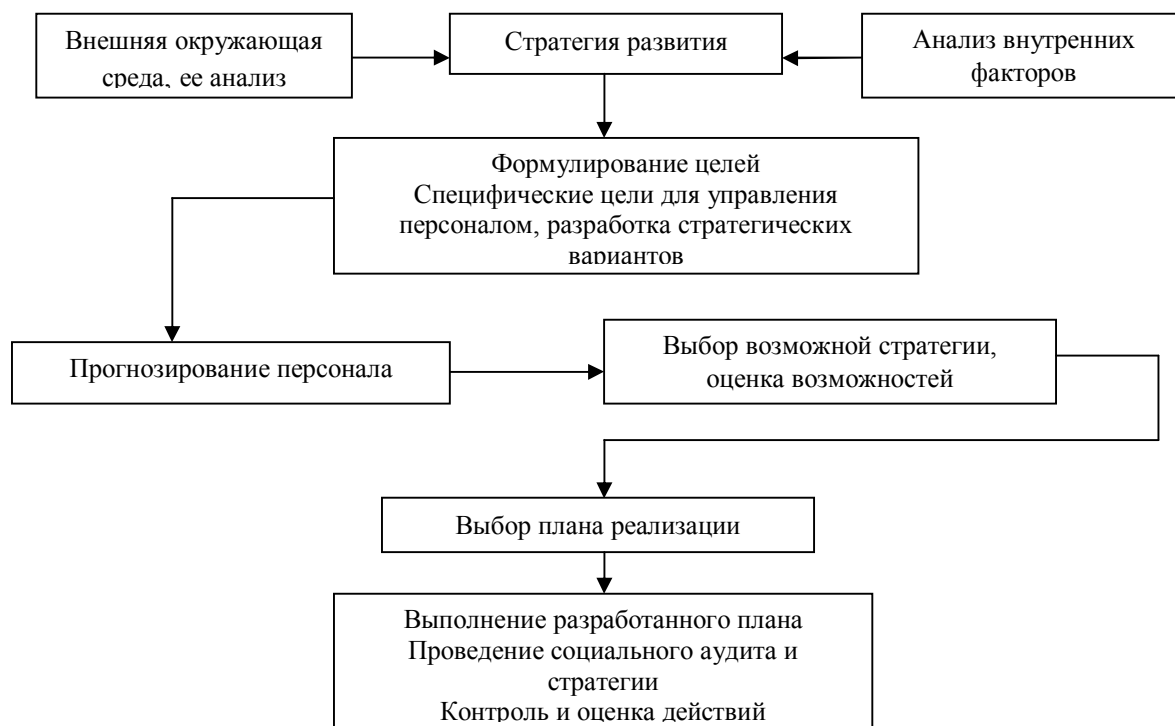 Внешняя окружающая
среда, ее анализ
Стратегия развития
Анализ внутренних
факторов
Формулирование целей
Специфические цели для управления
персоналом, разработка стратегических
вариантов
Прогнозирование персонала
Выбор возможной стратегии,
оценка возможностей
Выбор плана реализации
Выполнение разработанного плана
Проведение социального аудита и
стратегии
Контроль и оценка действий